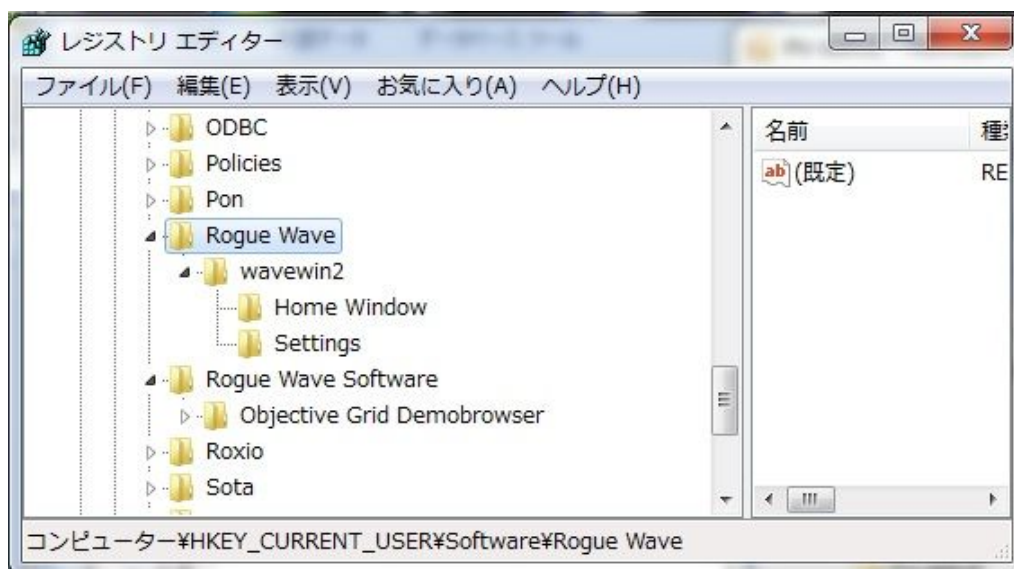 レジストリ エディター
ファイル(F) 編集(E) 表示(V) お気に入り(A) ヘルプ(H)
ODBC
Policies
Pon
Rogue Wave
wavewin2
Home Window
Settings
Rogue Wave Software
Objective Grid Demobrowser
Roxio
Sota
名前 種
ab (既定) RE
コンピューター¥HKEY_CURRENT_USER¥Software¥Rogue Wave